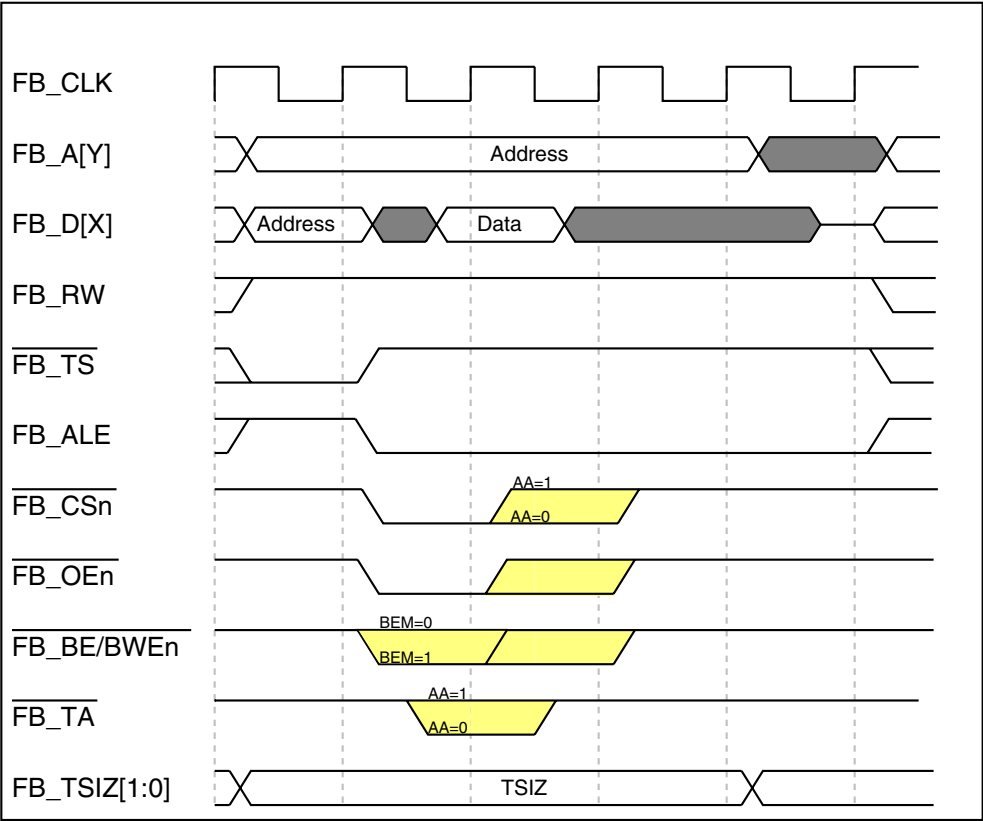 FB_CLK
FB_A[Y] Address
FB_D[X] Address Data
FB_RW
FB_TS
FB_ALE
AA=1
FB_CSn
AA=0
FB_OEn
BEM=0
FB_BE/BWEn
BEM=1
AA=1
FB_TA
AA=0
FB_TSIZ[1:0] TSIZ